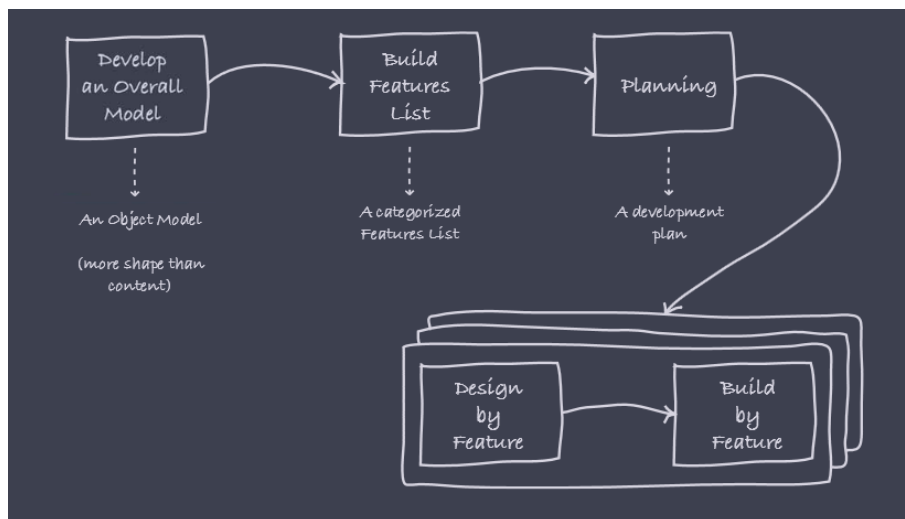 Develop
an Overall
Model
Build
Features
List
Planning
An Object Model
(more shape than
content)
A categorized
Features List
A development
plan
Design
by
Feature
Build
by
Feature